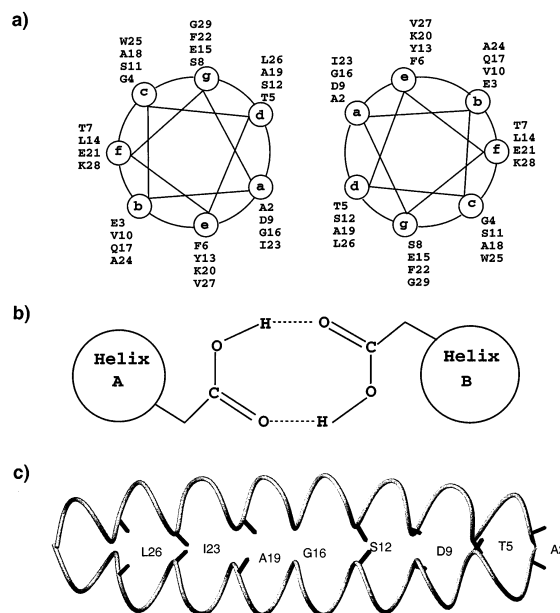 a)
W25
A18
S11
G4
c
G29
F22
E15
S8
g
L26
A19
S12
T5
d
T7
L14
E21
K28
f
a
A2
D9
G16
I23
b
E3
V10
Q17
A24
e
F6
Y13
K20
V27
V27
K20
Y13
F6
e
I23
G16
D9
A2
a
A24
Q17
V10
E3
b
T7
L14
E21
K28
f
d
T5
S12
A19
L26
c
G4
S11
A18
W25
g
S8
E15
F22
G29
b)
H O
O C
Helix
A
Helix
B
C O
O H
c)
L26 I23 A19 G16 S12 D9 T5